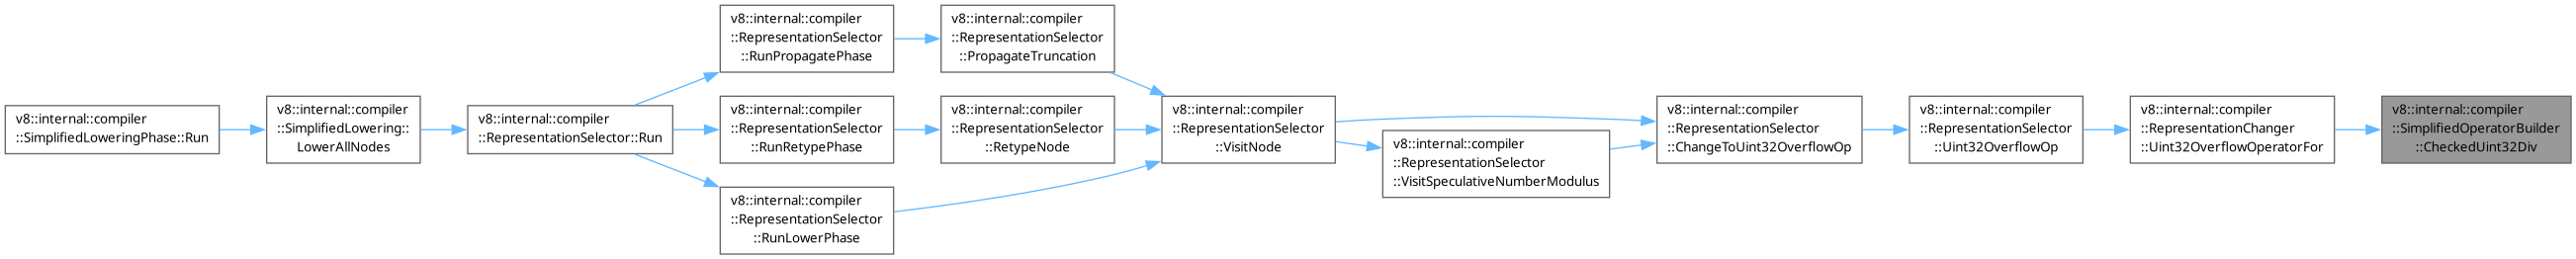 v8::internal::compiler
::SimplifiedLoweringPhase::Run
v8::internal::compiler
::SimplifiedLowering::
LowerAllNodes
v8::internal::compiler
::RepresentationSelector::Run
v8::internal::compiler
::RepresentationSelector
::RunPropagatePhase
v8::internal::compiler
::RepresentationSelector
::RunRetypePhase
v8::internal::compiler
::RepresentationSelector
::RunLowerPhase
v8::internal::compiler
::RepresentationSelector
::PropagateTruncation
v8::internal::compiler
::RepresentationSelector
::RetypeNode
v8::internal::compiler
::RepresentationSelector
::VisitNode
v8::internal::compiler
::RepresentationSelector
::VisitSpeculativeNumberModulus
v8::internal::compiler
::RepresentationSelector
::ChangeToUint32OverflowOp
v8::internal::compiler
::RepresentationSelector
::Uint32OverflowOp
v8::internal::compiler
::RepresentationChanger
::Uint32OverflowOperatorFor
v8::internal::compiler
::SimplifiedOperatorBuilder
::CheckedUint32Div